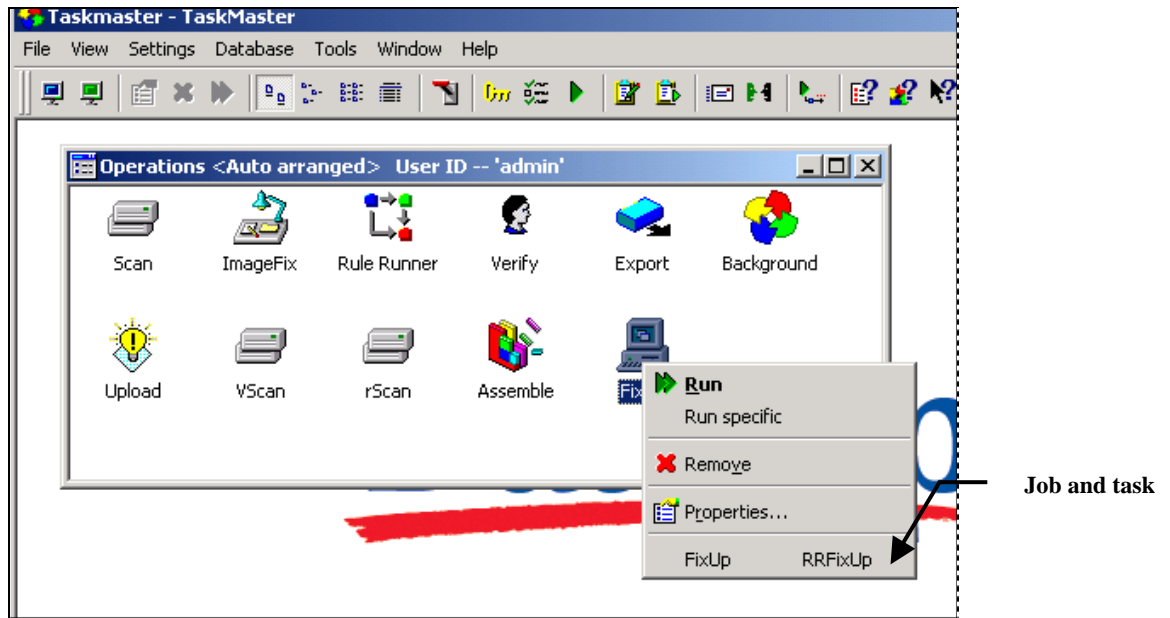 Taskmaster - TaskMaster
File View Settings Database Tools Window Help
Operations <Auto arranged> User ID -- 'admin'
Scan ImageFix Rule Runner Verify Export Background
Upload VScan rScan Assemble Fix
Run
Run specific
Remove
Properties...
FixUp RRFixUp
Job and task